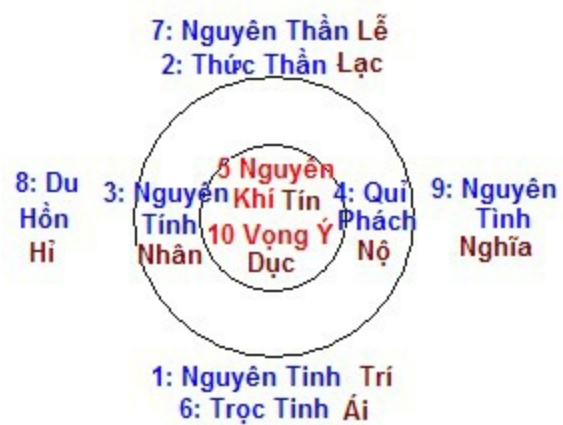 7: Nguyên Thần Lễ
2: Thức Thần Lạc
8: Du
Hồn
Hỉ
3: Nguyên
Tính
Nhân
5 Nguyên
Khí Tín
10 Vọng Ý
Dục
4: Quỉ
Phách
Nộ
9: Nguyên
Tình
Nghĩa
1: Nguyên Tinh Trí
6: Trọc Tinh Ái